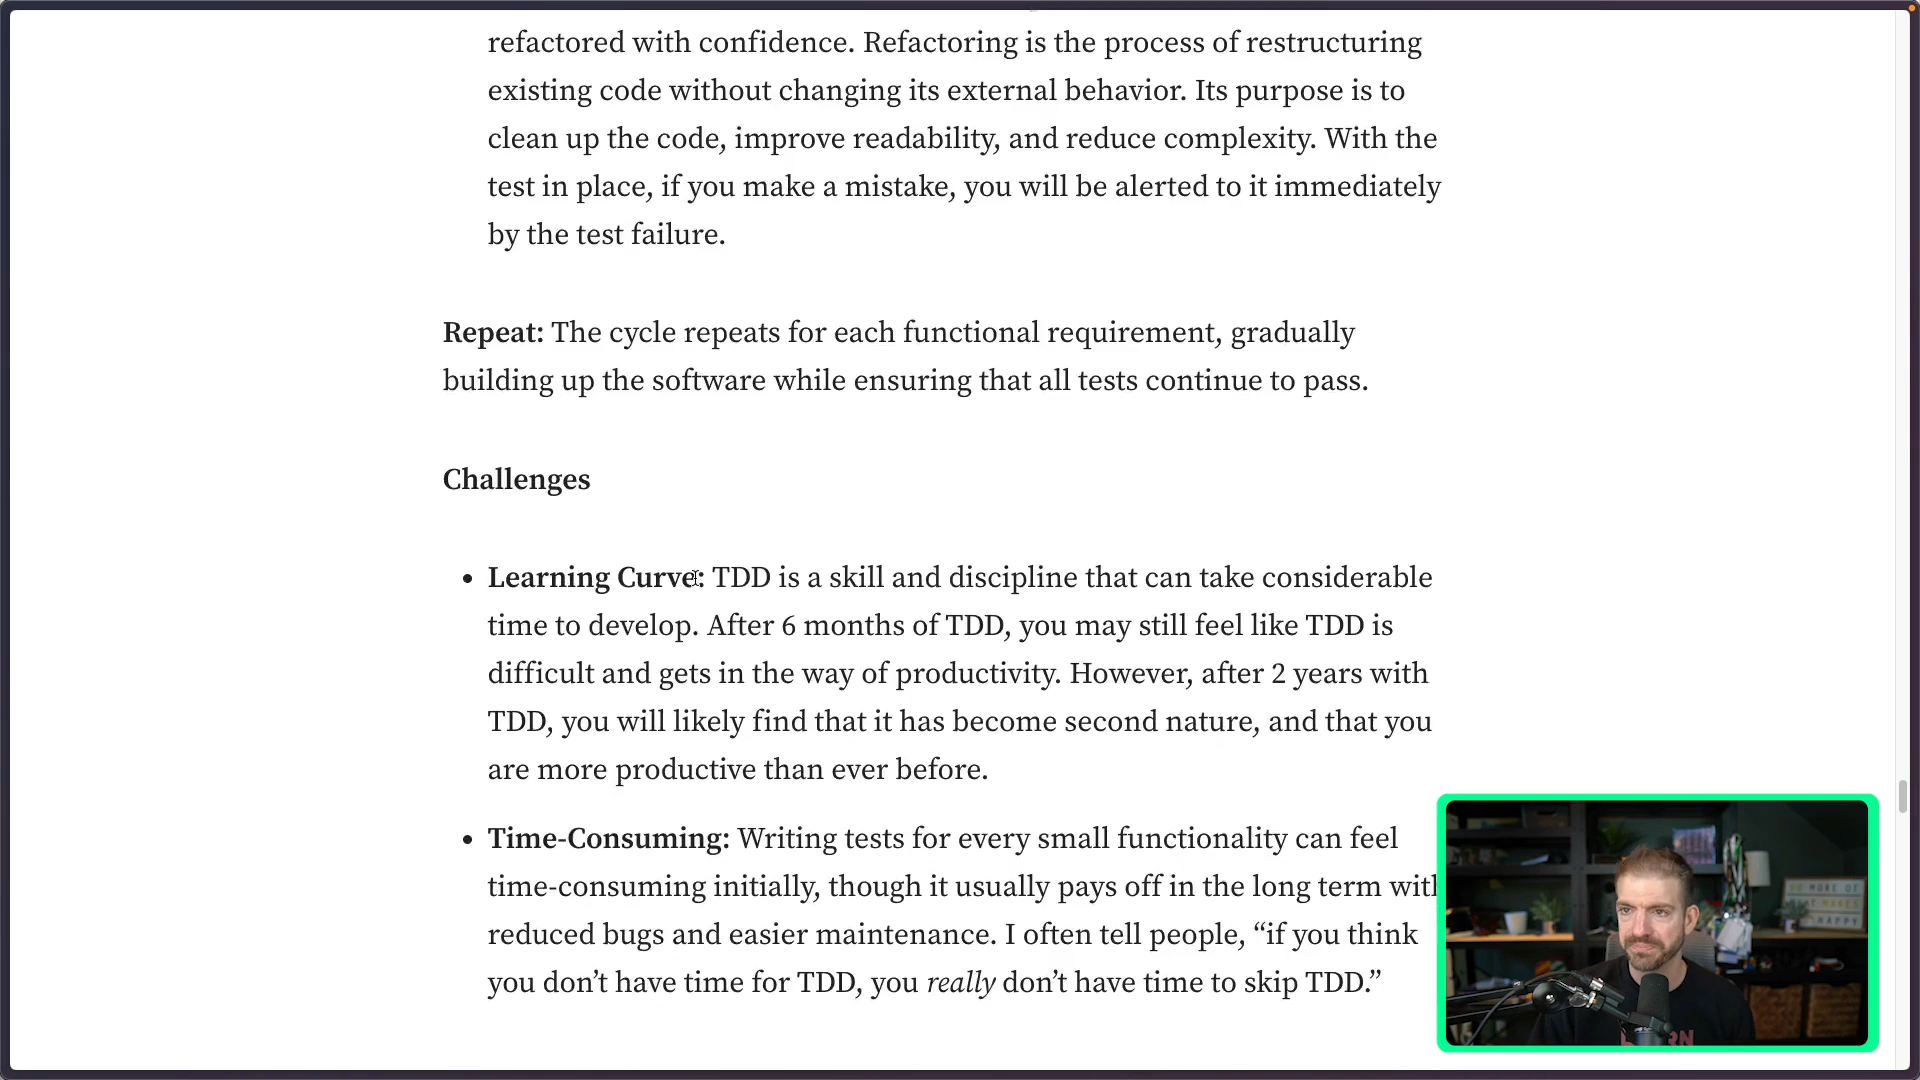 refactored with confidence. Refactoring is the process of restructuring
existing code without changing its external behavior. Its purpose is to
clean up the code, improve readability, and reduce complexity. With the
test in place, if you make a mistake, you will be alerted to it immediately
by the test failure.
Repeat: The cycle repeats for each functional requirement, gradually
building up the software while ensuring that all tests continue to pass.
Challenges
• Learning Curve: TDD is a skill and discipline that can take considerable
time to develop. After 6 months of TDD, you may still feel like TDD is
difficult and gets in the way of productivity. However, after 2 years with
TDD, you will likely find that it has become second nature, and that you
are more productive than ever before.
• Time-Consuming: Writing tests for every small functionality can feel
time-consuming initially, though it usually pays off in the long term with
reduced bugs and easier maintenance. I often tell people, “if you think
you don’t have time for TDD, you really don’t have time to skip TDD.”